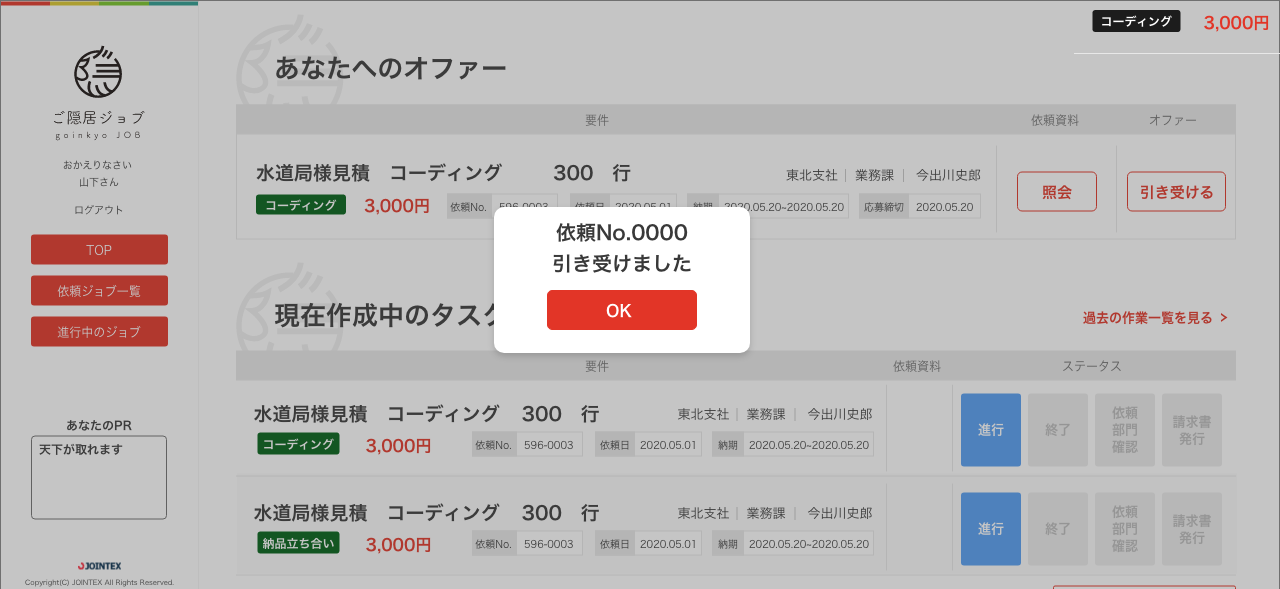 ご隠居ジョブ
goinkyo JOB
おかえりなさい
山下さん
ログアウト
TOP
依頼ジョブ一覧
進行中のジョブ
あなたのPR
天下が取れます
JOINTEX
Copyright(C) JOINTEX All Rights Reserved.
コーディング 3,000円
あなたへのオファー
要件 依頼資料 オファー
水道局様見積 コーディング 300 行 東北支社 業務課 今出川史郎
コーディング 3,000円 依頼No. 596-0003 依頼日 2020.05.01 納期 2020.05.20~2020.05.20 応募締切 2020.05.20
照会 引き受ける
依頼No.0000
引き受けました
OK
現在作成中のタスク
過去の作業一覧を見る >
要件 依頼資料 ステータス
水道局様見積 コーディング 300 行 東北支社 業務課 今出川史郎
コーディング 3,000円 依頼No. 596-0003 依頼日 2020.05.01 納期 2020.05.20~2020.05.20
進行 終了 依頼部門確認 請求書発行
水道局様見積 コーディング 300 行 東北支社 業務課 今出川史郎
納品立ち合い 3,000円 依頼No. 596-0003 依頼日 2020.05.01 納期 2020.05.20~2020.05.20
進行 終了 依頼部門確認 請求書発行